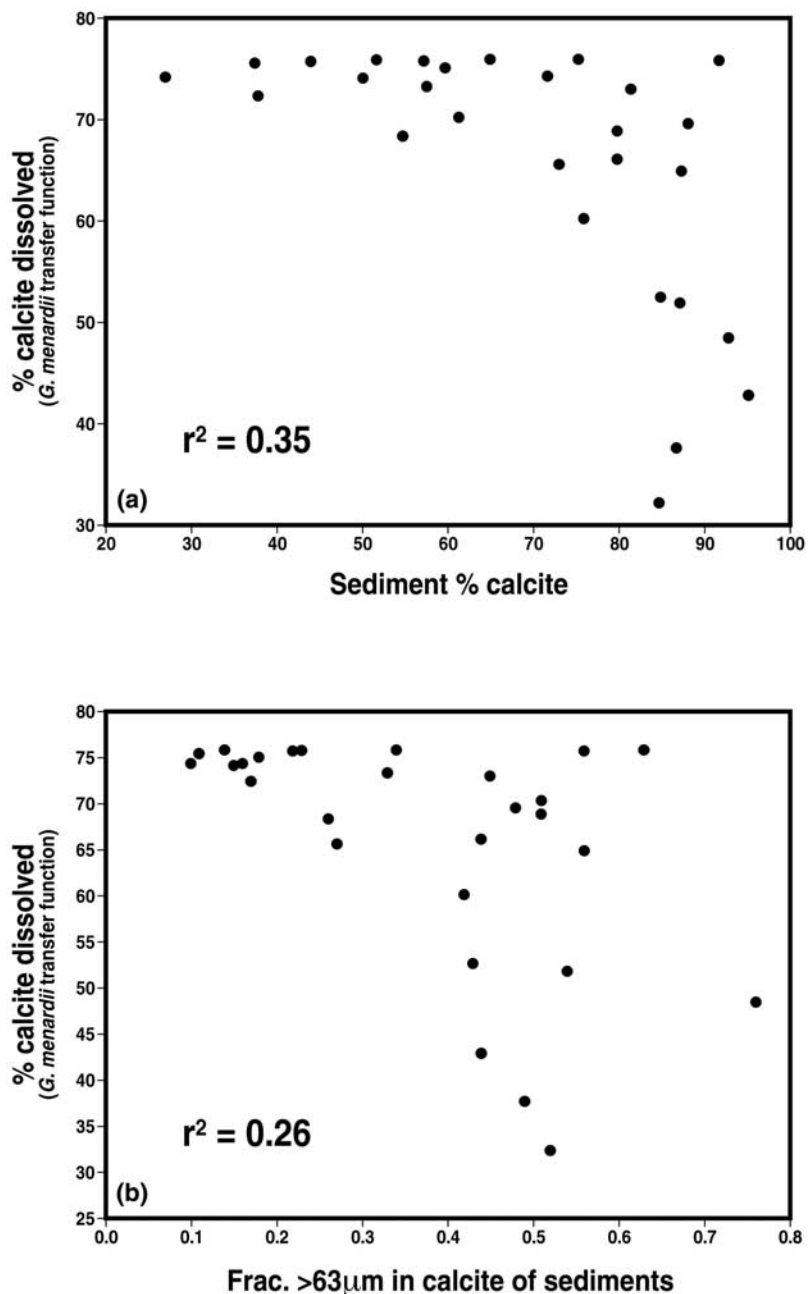 80
70
60
50
40
30
% calcite dissolved
(G. menardii transfer function)
r² = 0.35
(a)
20 30 40 50 60 70 80 90 100
Sediment % calcite
80
75
70
65
60
55
50
45
40
35
30
25
% calcite dissolved
(G. menardii transfer function)
r² = 0.26
(b)
0.0 0.1 0.2 0.3 0.4 0.5 0.6 0.7 0.8
Frac. >63μm in calcite of sediments